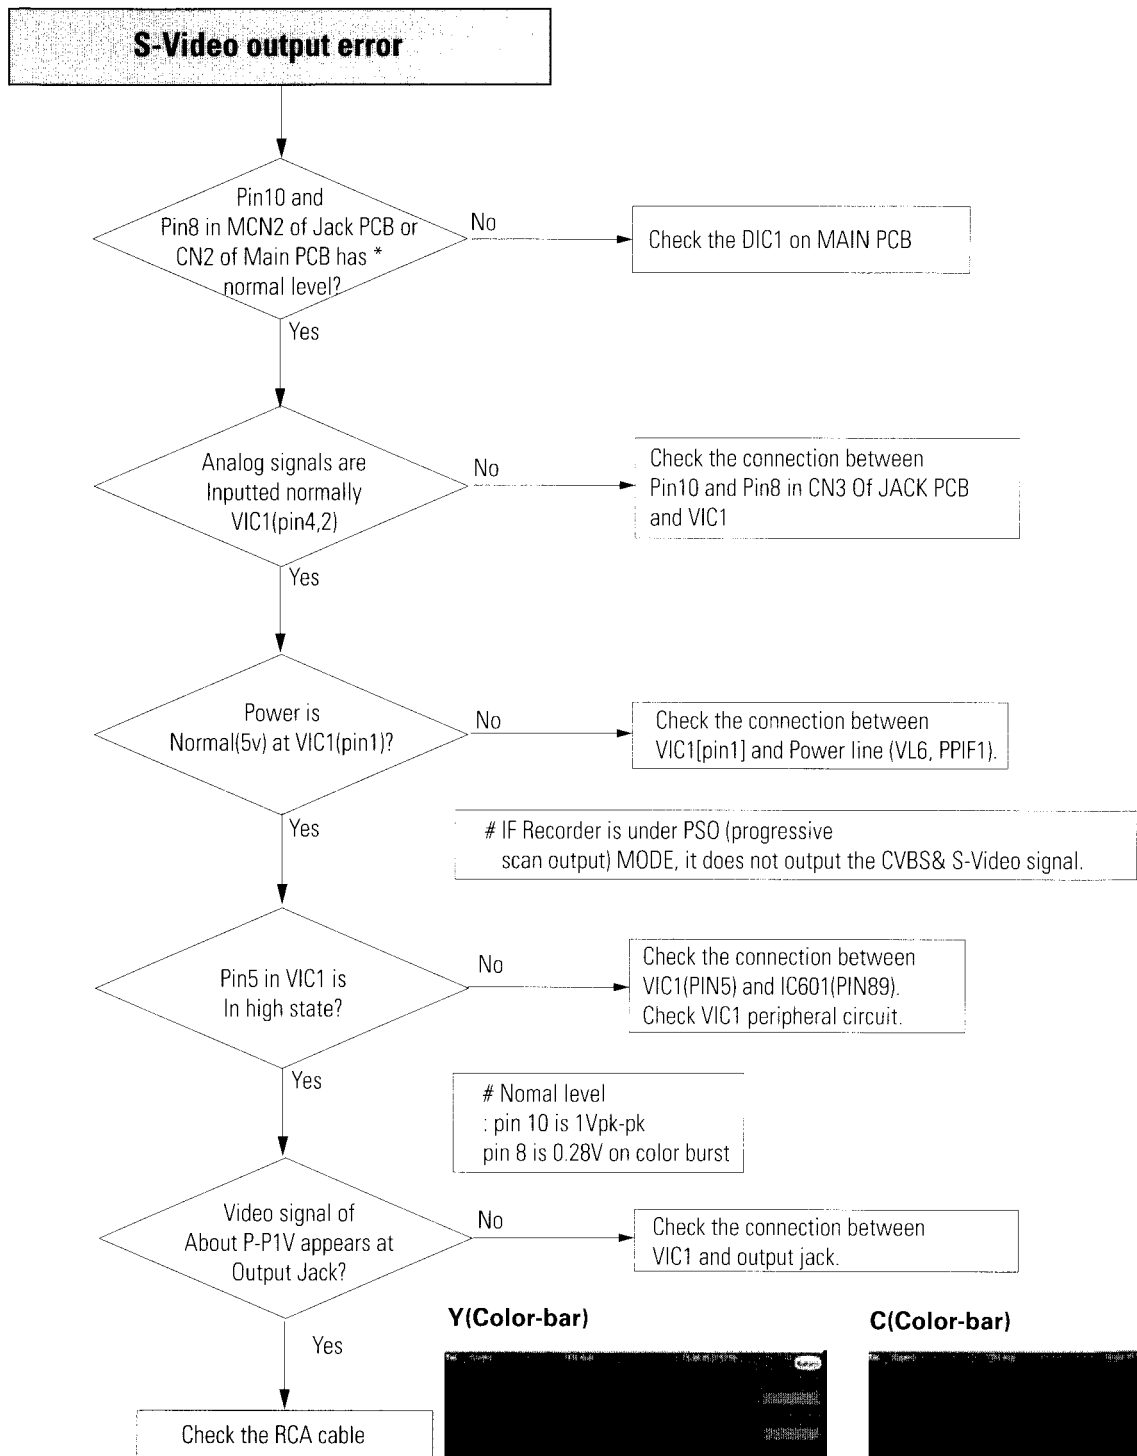 S-Video output error
Pin10 and
Pin8 in MCN2 of Jack PCB or
CN2 of Main PCB has *
normal level?
No
Check the DIC1 on MAIN PCB
Yes
Analog signals are
Inputted normally
VIC1(pin4,2)
No
Check the connection between
Pin10 and Pin8 in CN3 Of JACK PCB
and VIC1
Yes
Power is
Normal(5v) at VIC1(pin1)?
No
Check the connection between
VIC1[pin1] and Power line (VL6, PPIF1).
Yes
# IF Recorder is under PSO (progressive
scan output) MODE, it does not output the CVBS& S-Video signal.
Pin5 in VIC1 is
In high state?
No
Check the connection between
VIC1(PIN5) and IC601(PIN89).
Check VIC1 peripheral circuit.
Yes
# Nomal level
: pin 10 is 1Vpk-pk
pin 8 is 0.28V on color burst
Video signal of
About P-P1V appears at
Output Jack?
No
Check the connection between
VIC1 and output jack.
Yes
Check the RCA cable
Y(Color-bar)
C(Color-bar)